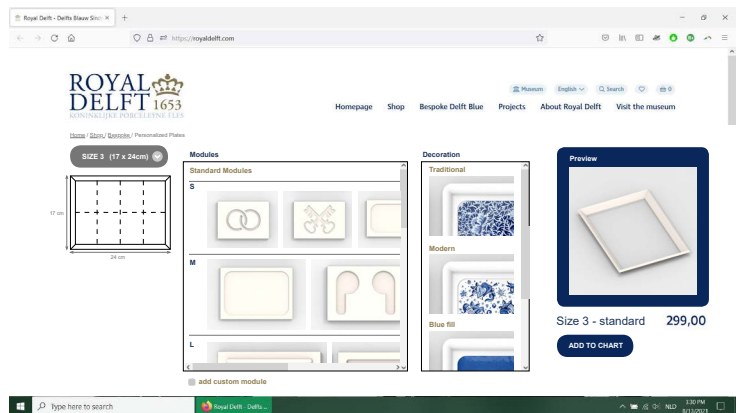 Royal Delft - Delfts Blauw Sinds
https://royaldelft.com
ROYAL
DELFT 1653
KONINKLIJKE PORCELEYNE FLES
Museum English Search 0
Homepage Shop Bespoke Delft Blue Projects About Royal Delft Visit the museum
Home / Shop / Bespoke / Personalized Plates
SIZE 3 (17 x 24cm)
17 cm
24 cm
Modules
Standard Modules
S
M
L
add custom module
Decoration
Traditional
Modern
Blue fill
Preview
Size 3 - standard 299,00
ADD TO CHART
Type here to search
Royal Delft - Delfts ...
NLD
3:30 PM
8/13/2021